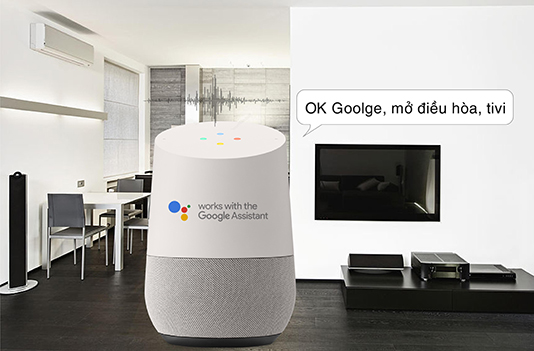 OK Goolge, mở điều hòa, tivi
works with the
Google Assistant